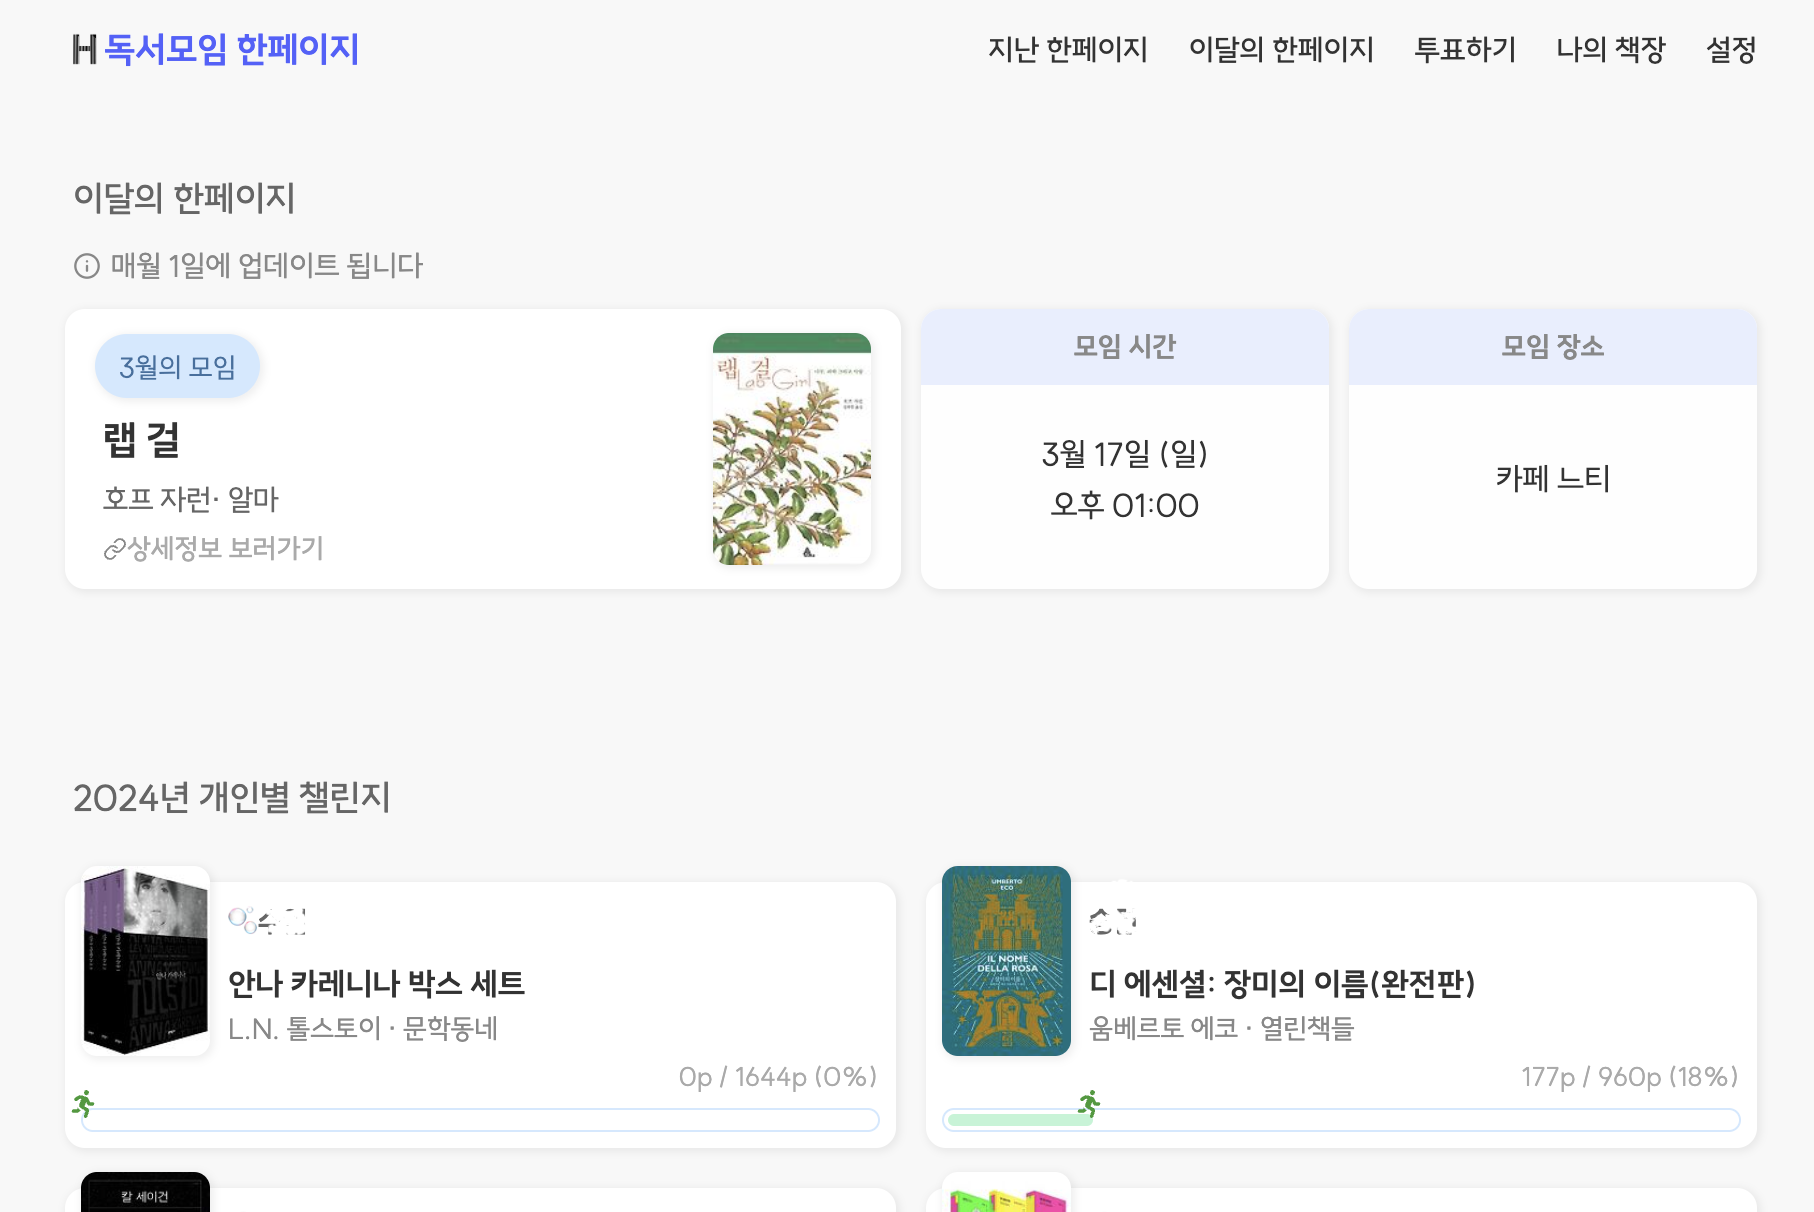 독서모임 한페이지
지난 한페이지
이달의 한페이지
투표하기
나의 책장
설정
이달의 한페이지
매월 1일에 업데이트 됩니다
3월의 모임
랩 걸
호프 자런· 알마
상세정보 보러가기
랩 걸
Lab Girl
모임 시간
3월 17일 (일)
오후 01:00
모임 장소
카페 느티
2024년 개인별 챌린지
안나 카레니나 박스 세트
L.N. 톨스토이 · 문학동네
0p / 1644p (0%)
UMBERTO
ECO
IL NOME
DELLA ROSA
디 에센셜: 장미의 이름(완전판)
움베르토 에코 · 열린책들
177p / 960p (18%)
칼 세이건